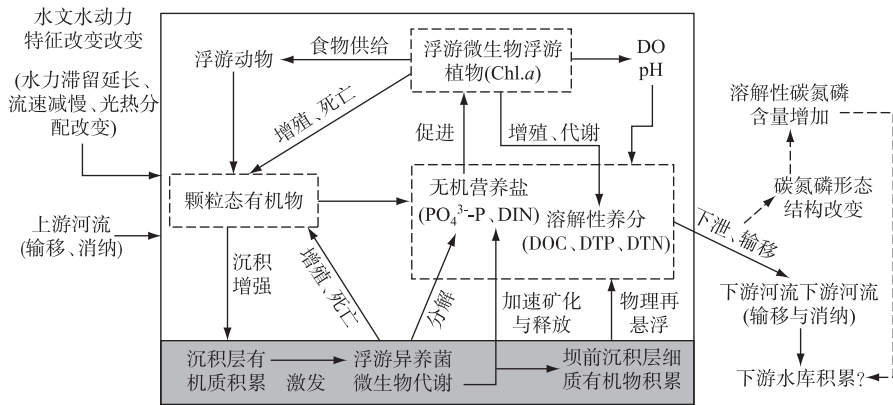 水文水动力
特征改变改变
(水力滞留延长、
流速减慢、光热分
配改变)
上游河流
(输移、消纳)
浮游动物
食物供给
浮游微生物浮游
植物(Chl.a)
DO
pH
增殖、死亡
促进
增殖、代谢
颗粒态有机物
无机营养盐
(PO₄³⁻-P、DIN)
溶解性养分
(DOC、DTP、DTN)
沉积
增强
增殖、死亡
分解
加速矿化
与释放
物理再
悬浮
沉积层有
机质积累
激发
浮游异养菌
微生物代谢
坝前沉积层细
质有机物积累
溶解性碳氮磷
含量增加
碳氮磷形态
结构改变
下泄、输移
下游河流下游河流
(输移与消纳)
下游水库积累?